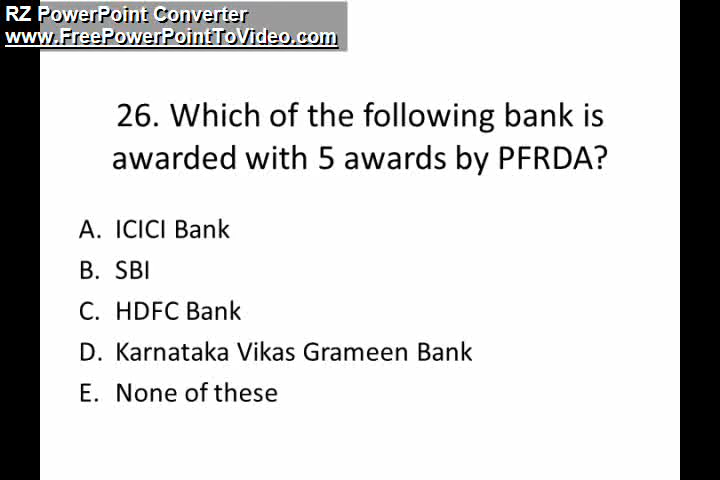 RZ PowerPoint Converter
www.FreePowerPointToVideo.com
26. Which of the following bank is
awarded with 5 awards by PFRDA?
A. ICICI Bank
B. SBI
C. HDFC Bank
D. Karnataka Vikas Grameen Bank
E. None of these